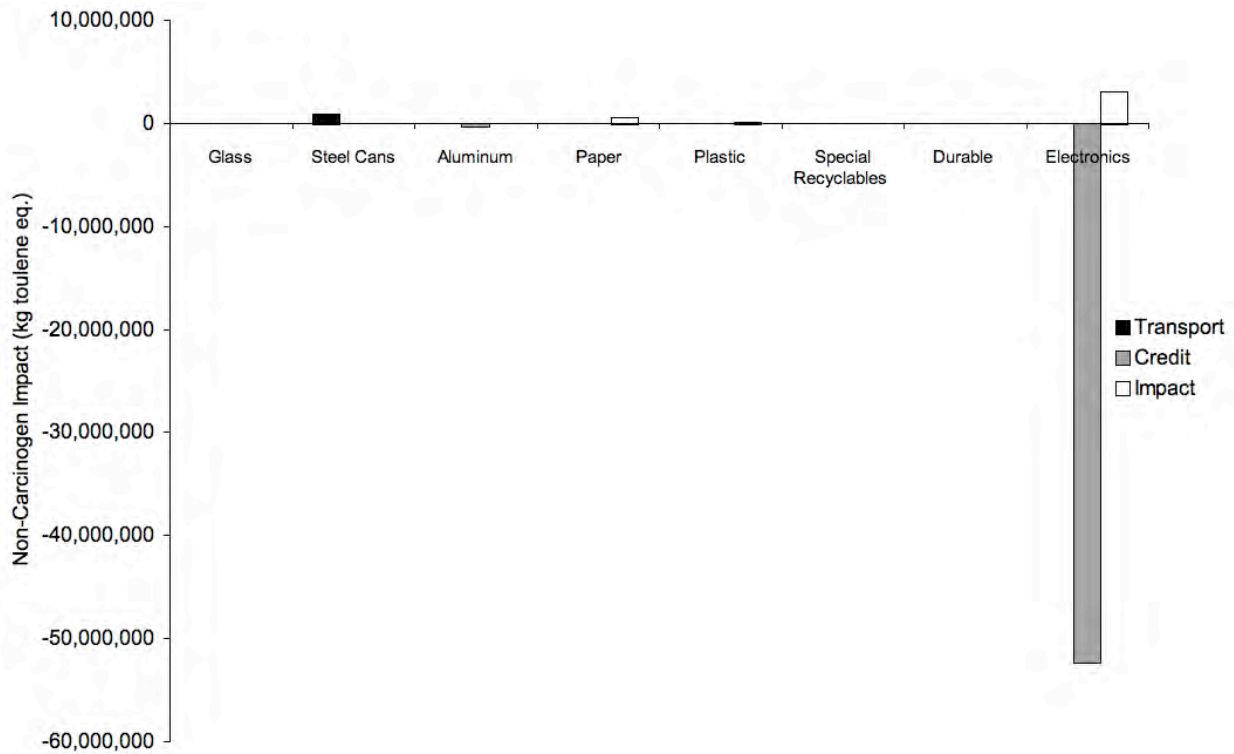 10,000,000
0
-10,000,000
-20,000,000
-30,000,000
-40,000,000
-50,000,000
-60,000,000
Non-Carcinogen Impact (kg toulene eq.)
Glass
Steel Cans
Aluminum
Paper
Plastic
Special
Recyclables
Durable
Electronics
Transport
Credit
Impact